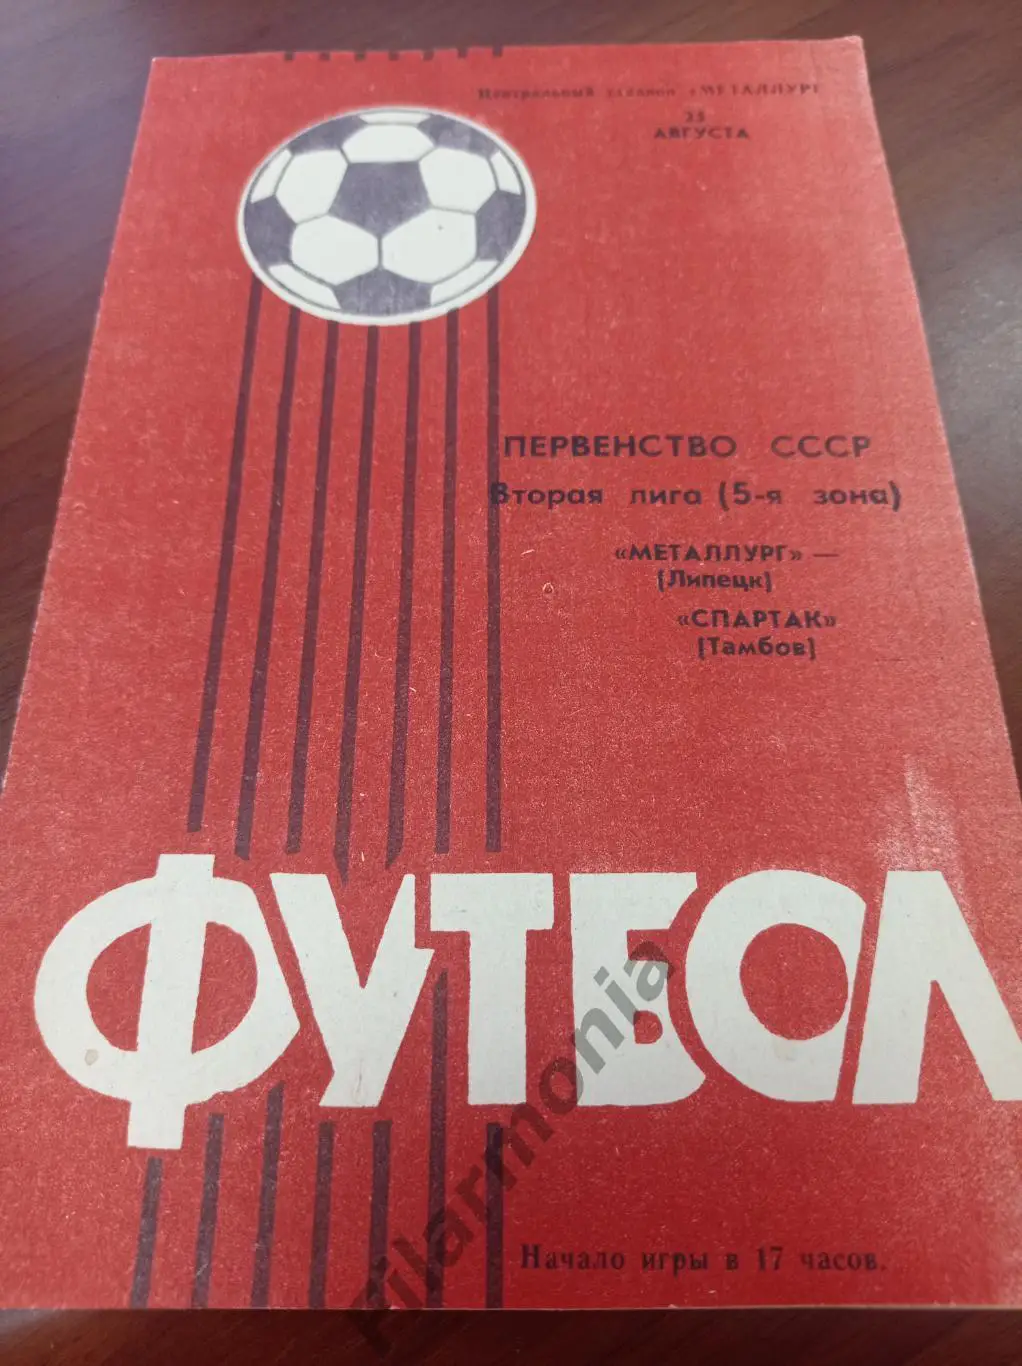 Центральный стадион «МЕТАЛЛУРГ
23
АВГУСТА
ПЕРВЕНСТВО СССР
Вторая лига (5-я зона)
«МЕТАЛЛУРГ» —
[Липецк]
«СПАРТАК»
[Тамбов]
ФУТБОЛ
Начало игры в 17 часов.
filarmonia